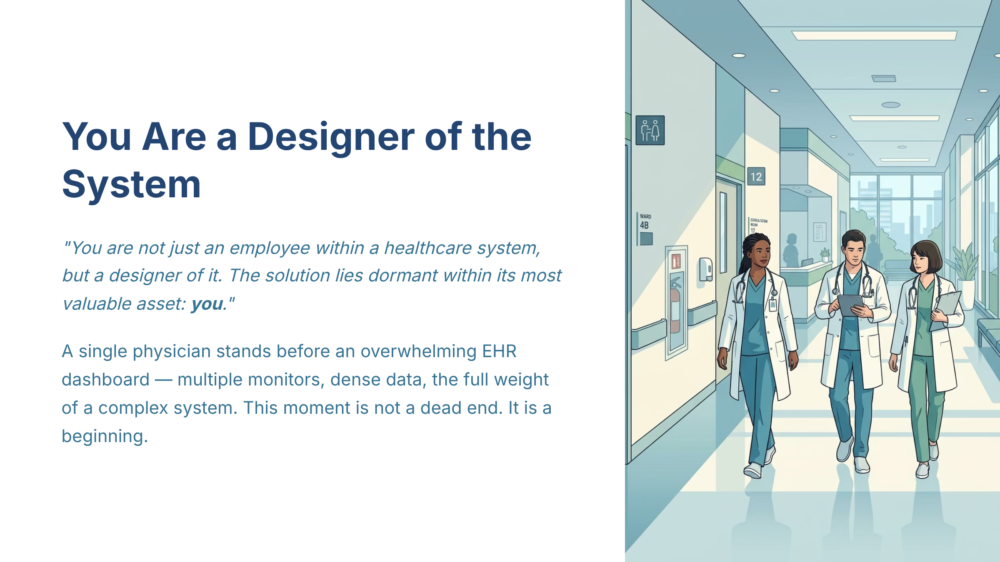 You Are a Designer of the
System
"You are not just an employee within a healthcare system,
but a designer of it. The solution lies dormant within its most
valuable asset: you."
A single physician stands before an overwhelming EHR
dashboard — multiple monitors, dense data, the full weight
of a complex system. This moment is not a dead end. It is a
beginning.
12
WARD
4B
12